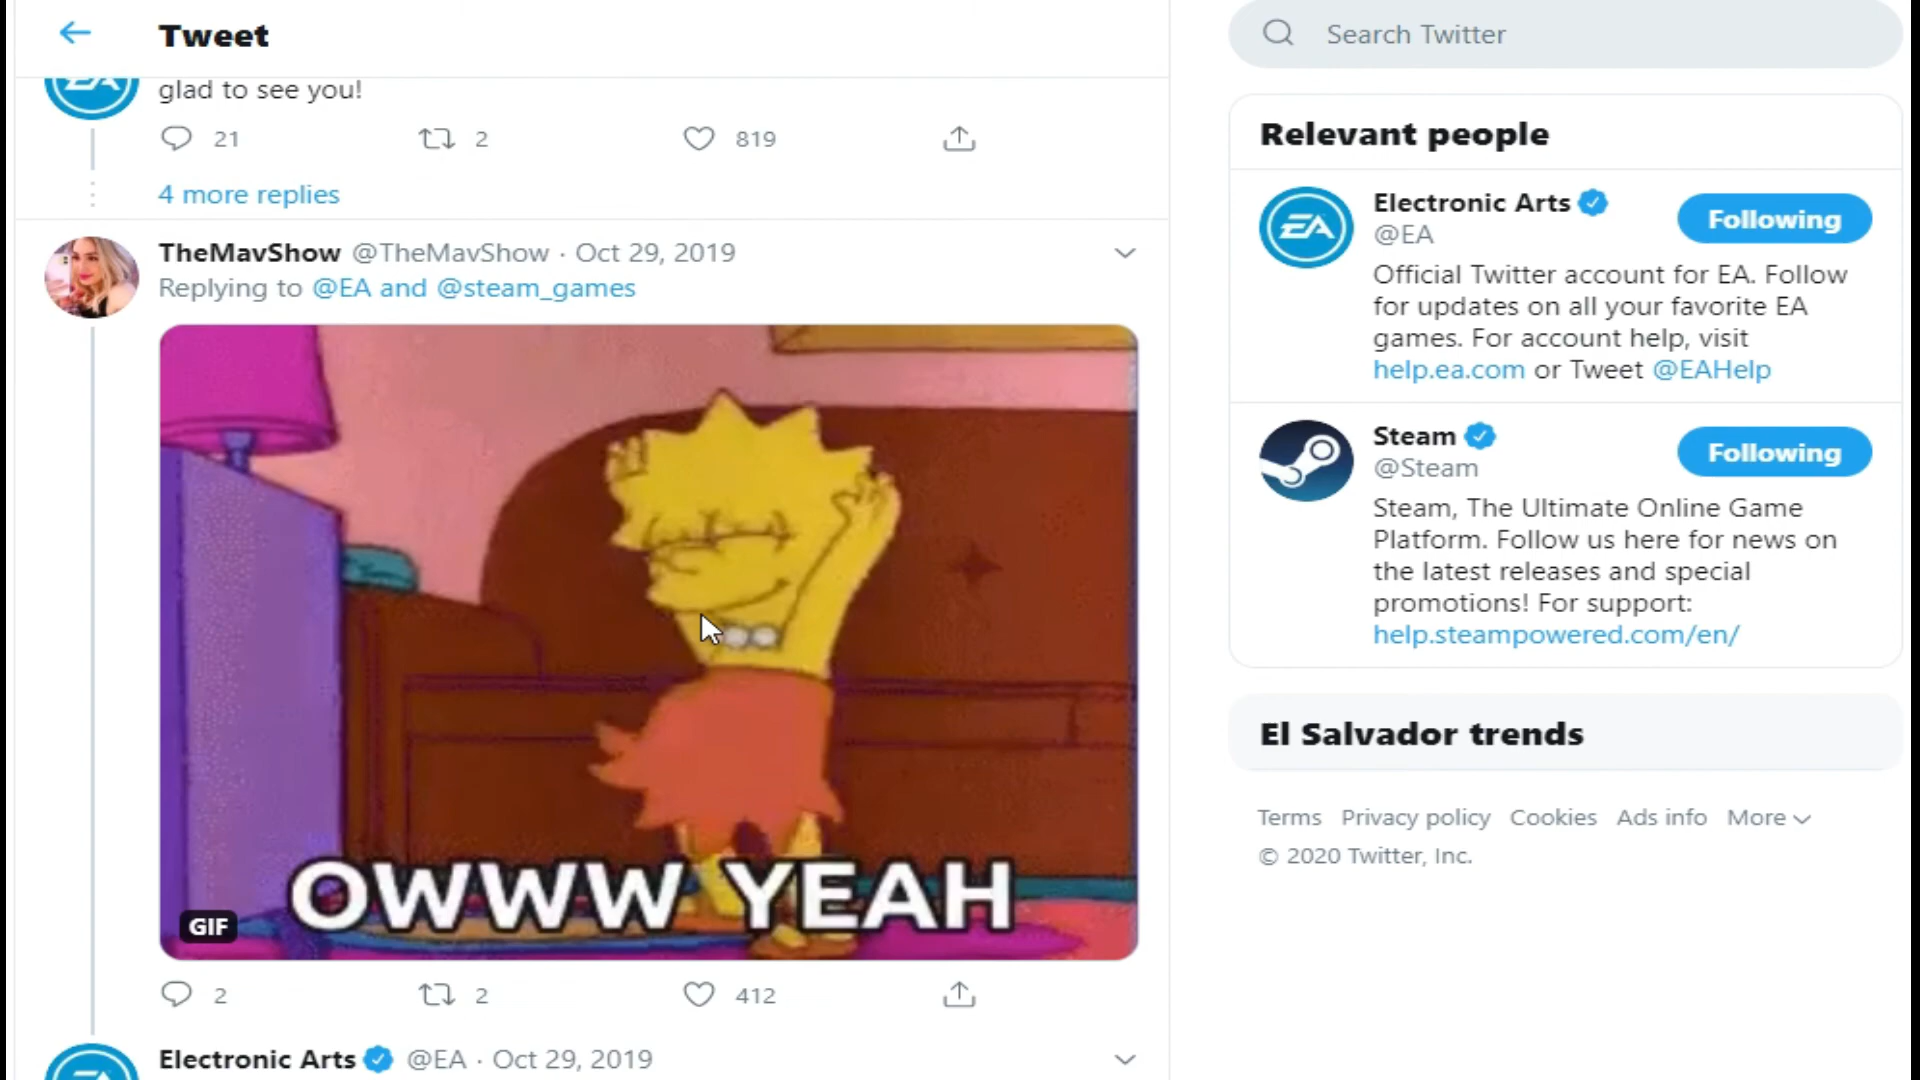 Tweet
EA
glad to see you!
21 2 819
4 more replies
TheMavShow @TheMavShow · Oct 29, 2019
Replying to @EA and @steam_games
OWWW YEAH
GIF
2 2 412
Electronic Arts @EA · Oct 29, 2019
Search Twitter
Relevant people
EA
Electronic Arts
@EA
Following
Official Twitter account for EA. Follow
for updates on all your favorite EA
games. For account help, visit
help.ea.com or Tweet @EAHelp
Steam
@Steam
Following
Steam, The Ultimate Online Game
Platform. Follow us here for news on
the latest releases and special
promotions! For support:
help.steampowered.com/en/
El Salvador trends
Terms Privacy policy Cookies Ads info More
© 2020 Twitter, Inc.